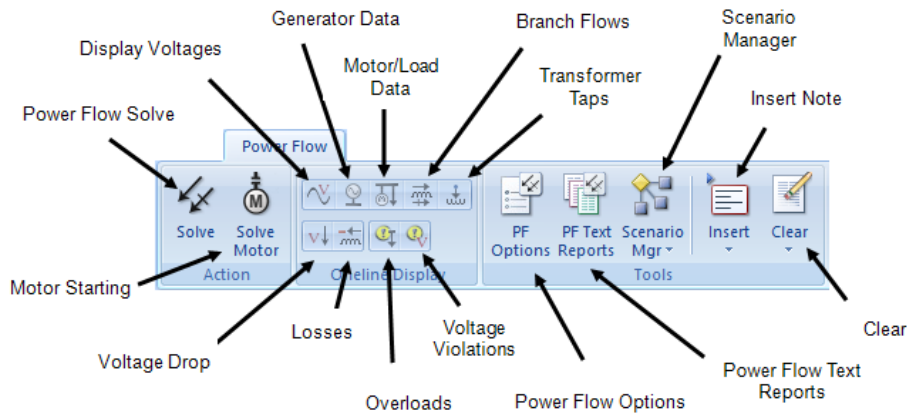 Generator Data
Branch Flows
Scenario
Manager
Display Voltages
Motor/Load
Data
Transformer
Taps
Insert Note
Power Flow Solve
Power Flow
V
M
Solve
Solve
Motor
PF
Options
PF Text
Reports
Scenario
Mgr
Insert
Clear
Action
Oneline Display
Tools
Motor Starting
Losses
Voltage
Violations
Clear
Voltage Drop
Power Flow Text
Reports
Overloads
Power Flow Options